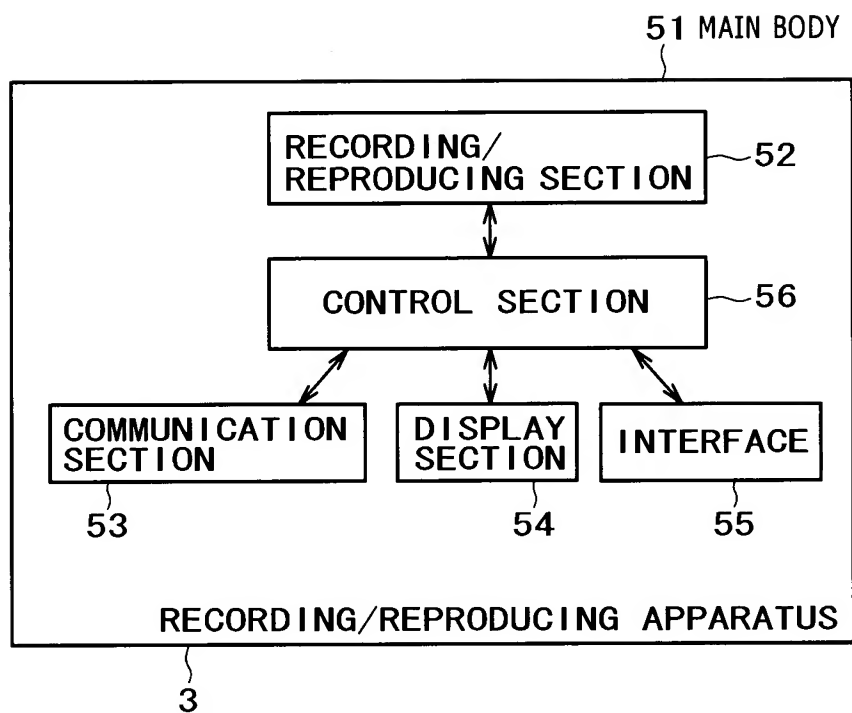 51 MAIN BODY
RECORDING/
REPRODUCING SECTION
52
CONTROL SECTION
56
COMMUNICATION
SECTION
53
DISPLAY
SECTION
54
INTERFACE
55
RECORDING/REPRODUCING APPARATUS
3